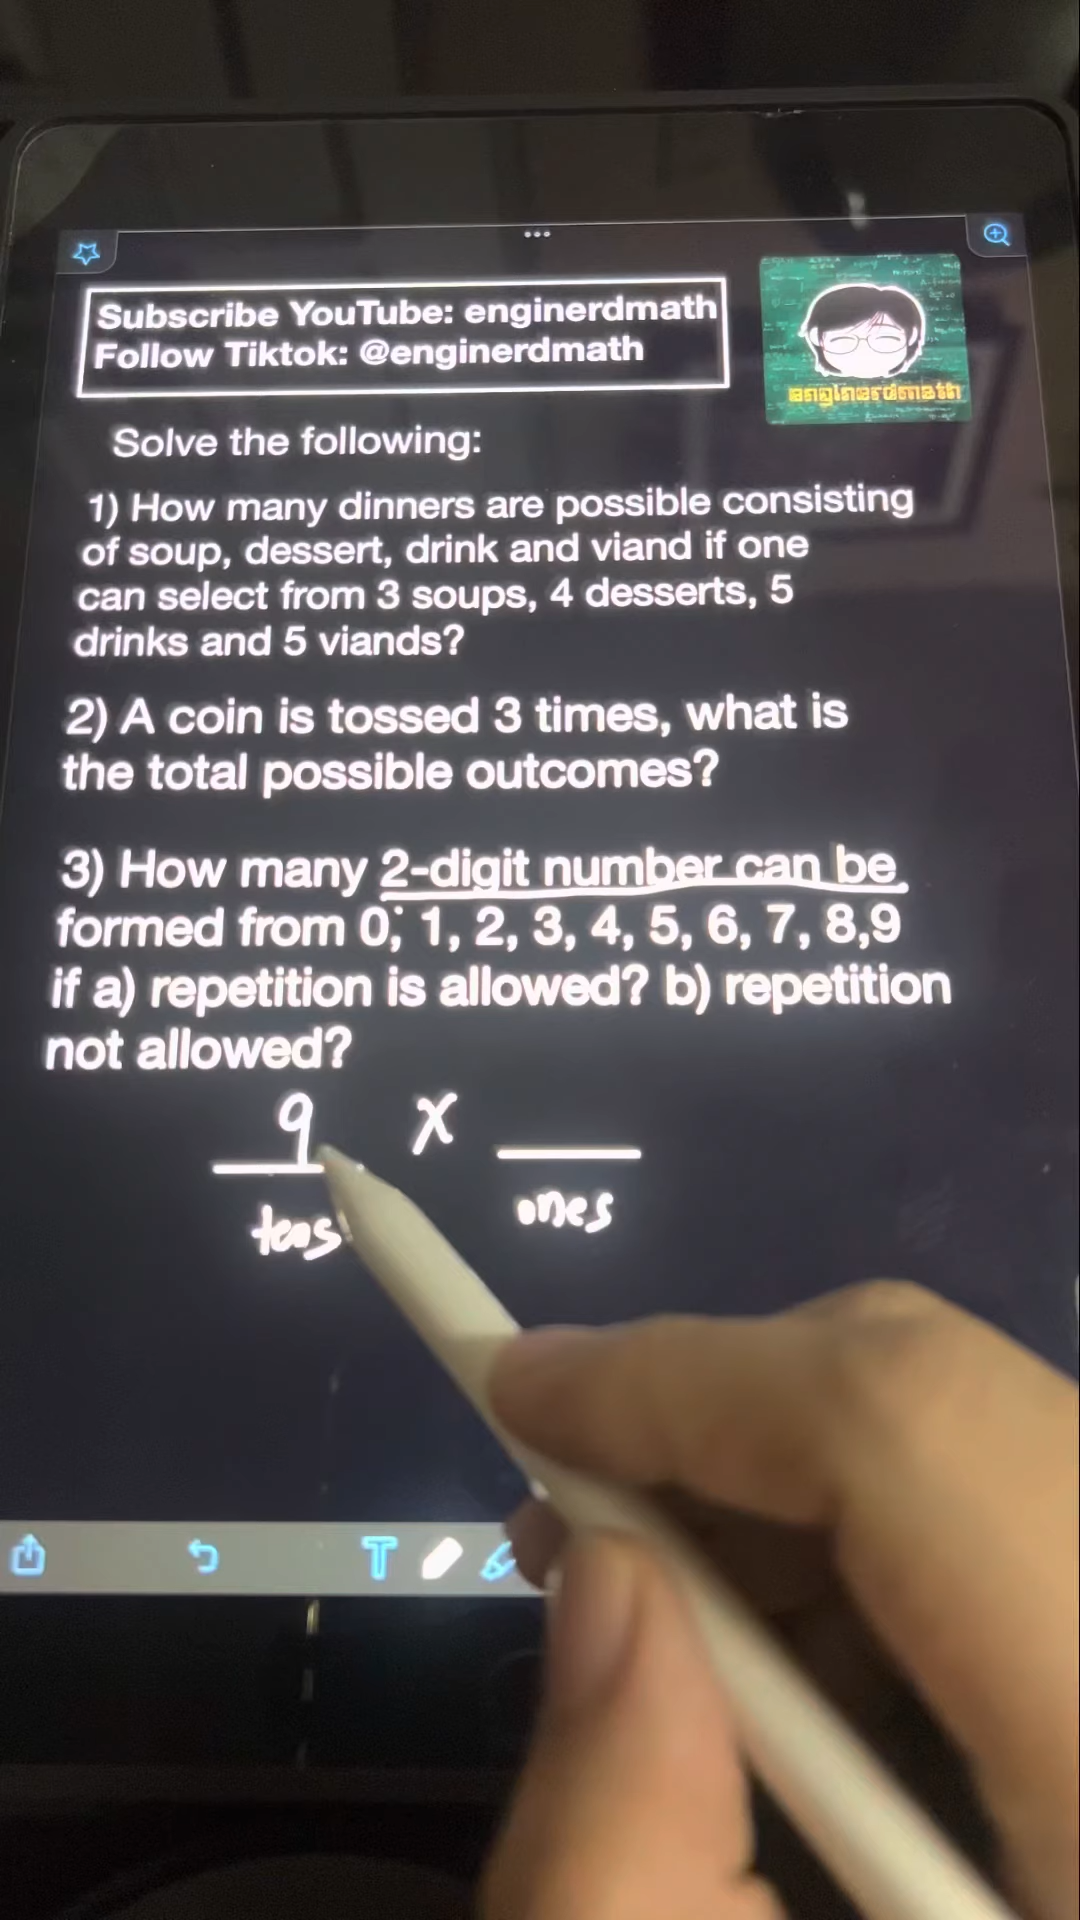 Subscribe YouTube: enginerdmath
Follow Tiktok: @enginerdmath
enginerdmath
Solve the following:
1) How many dinners are possible consisting
of soup, dessert, drink and viand if one
can select from 3 soups, 4 desserts, 5
drinks and 5 viands?
2) A coin is tossed 3 times, what is
the total possible outcomes?
3) How many 2-digit number can be
formed from 0, 1, 2, 3, 4, 5, 6, 7, 8,9
if a) repetition is allowed? b) repetition
not allowed?
9 x
tens ones
T